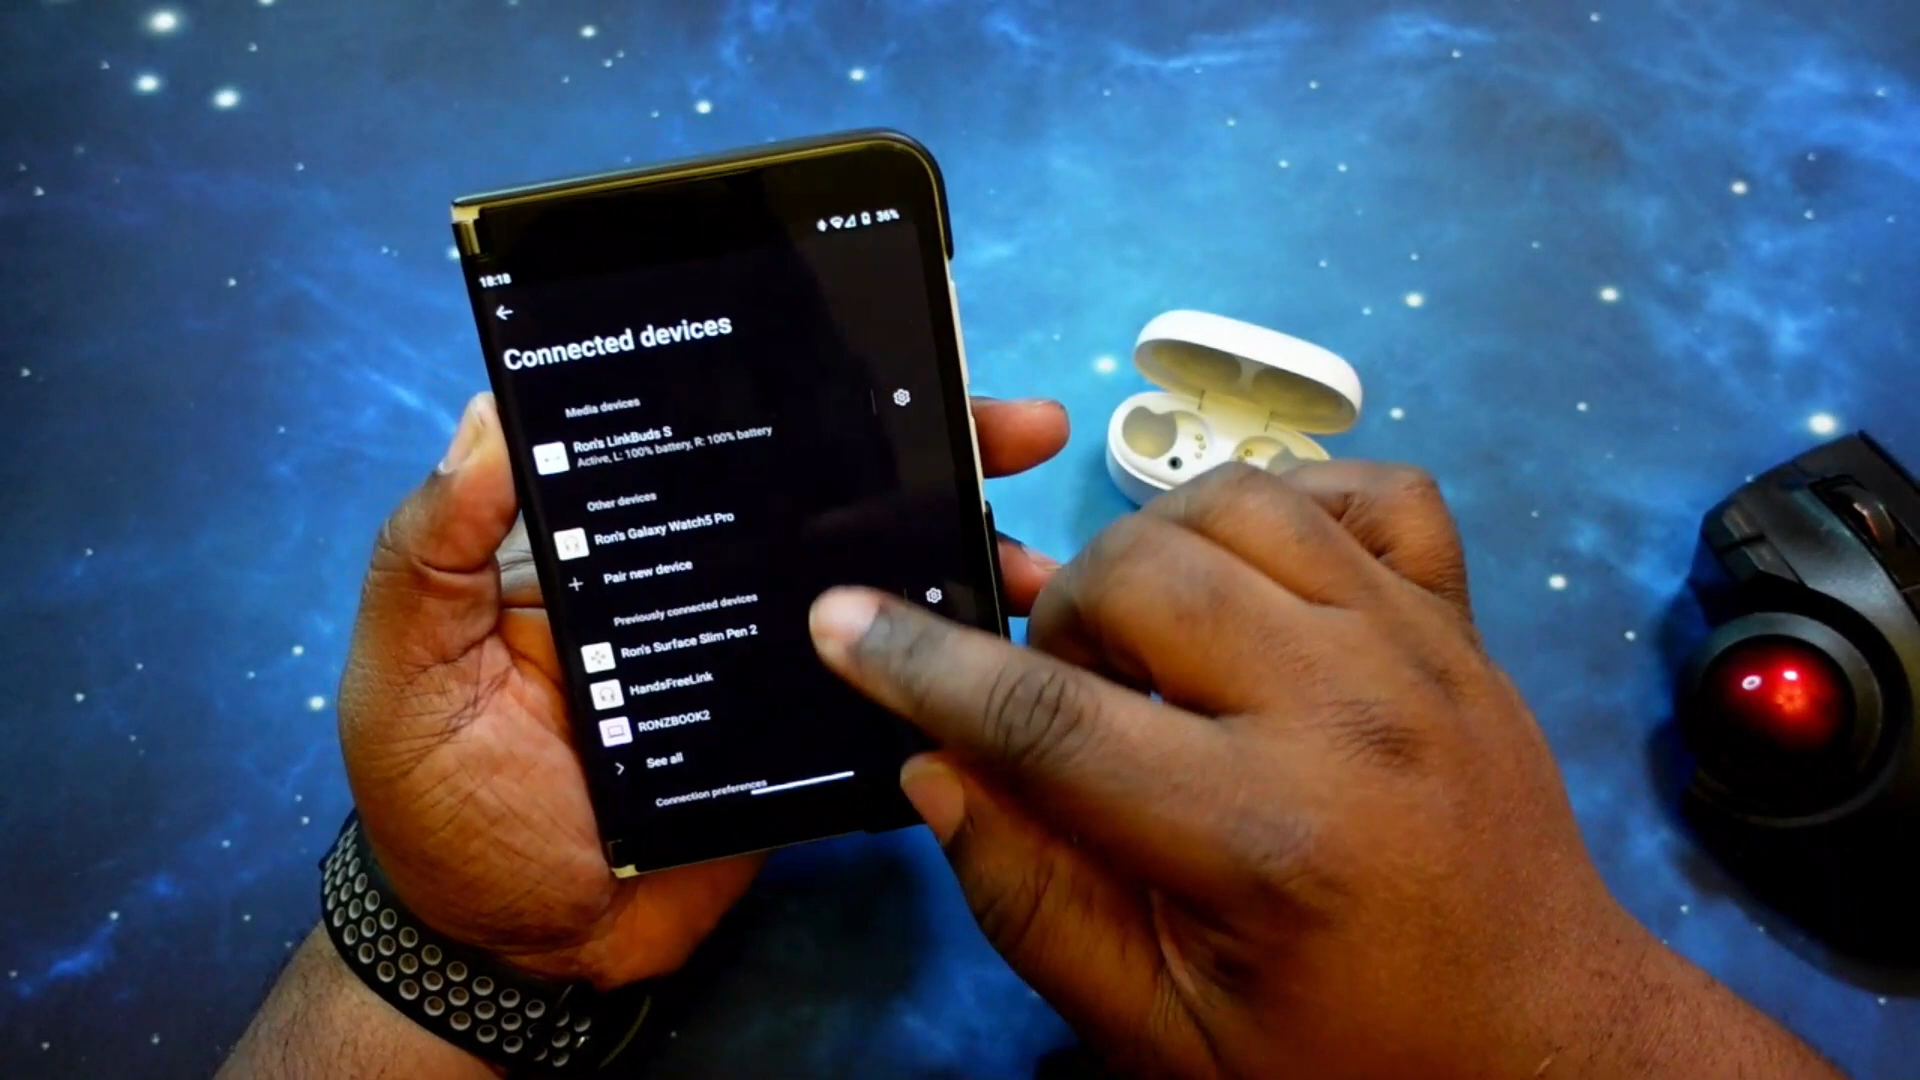 36%
18:18
Connected devices
Media devices
Ron's LinkBuds S
Active, L: 100% battery, R: 100% battery
Other devices
Ron's Galaxy Watch5 Pro
Pair new device
Previously connected devices
Ron's Surface Slim Pen 2
HandsFreeLink
RONZBOOK2
See all
Connection preferences